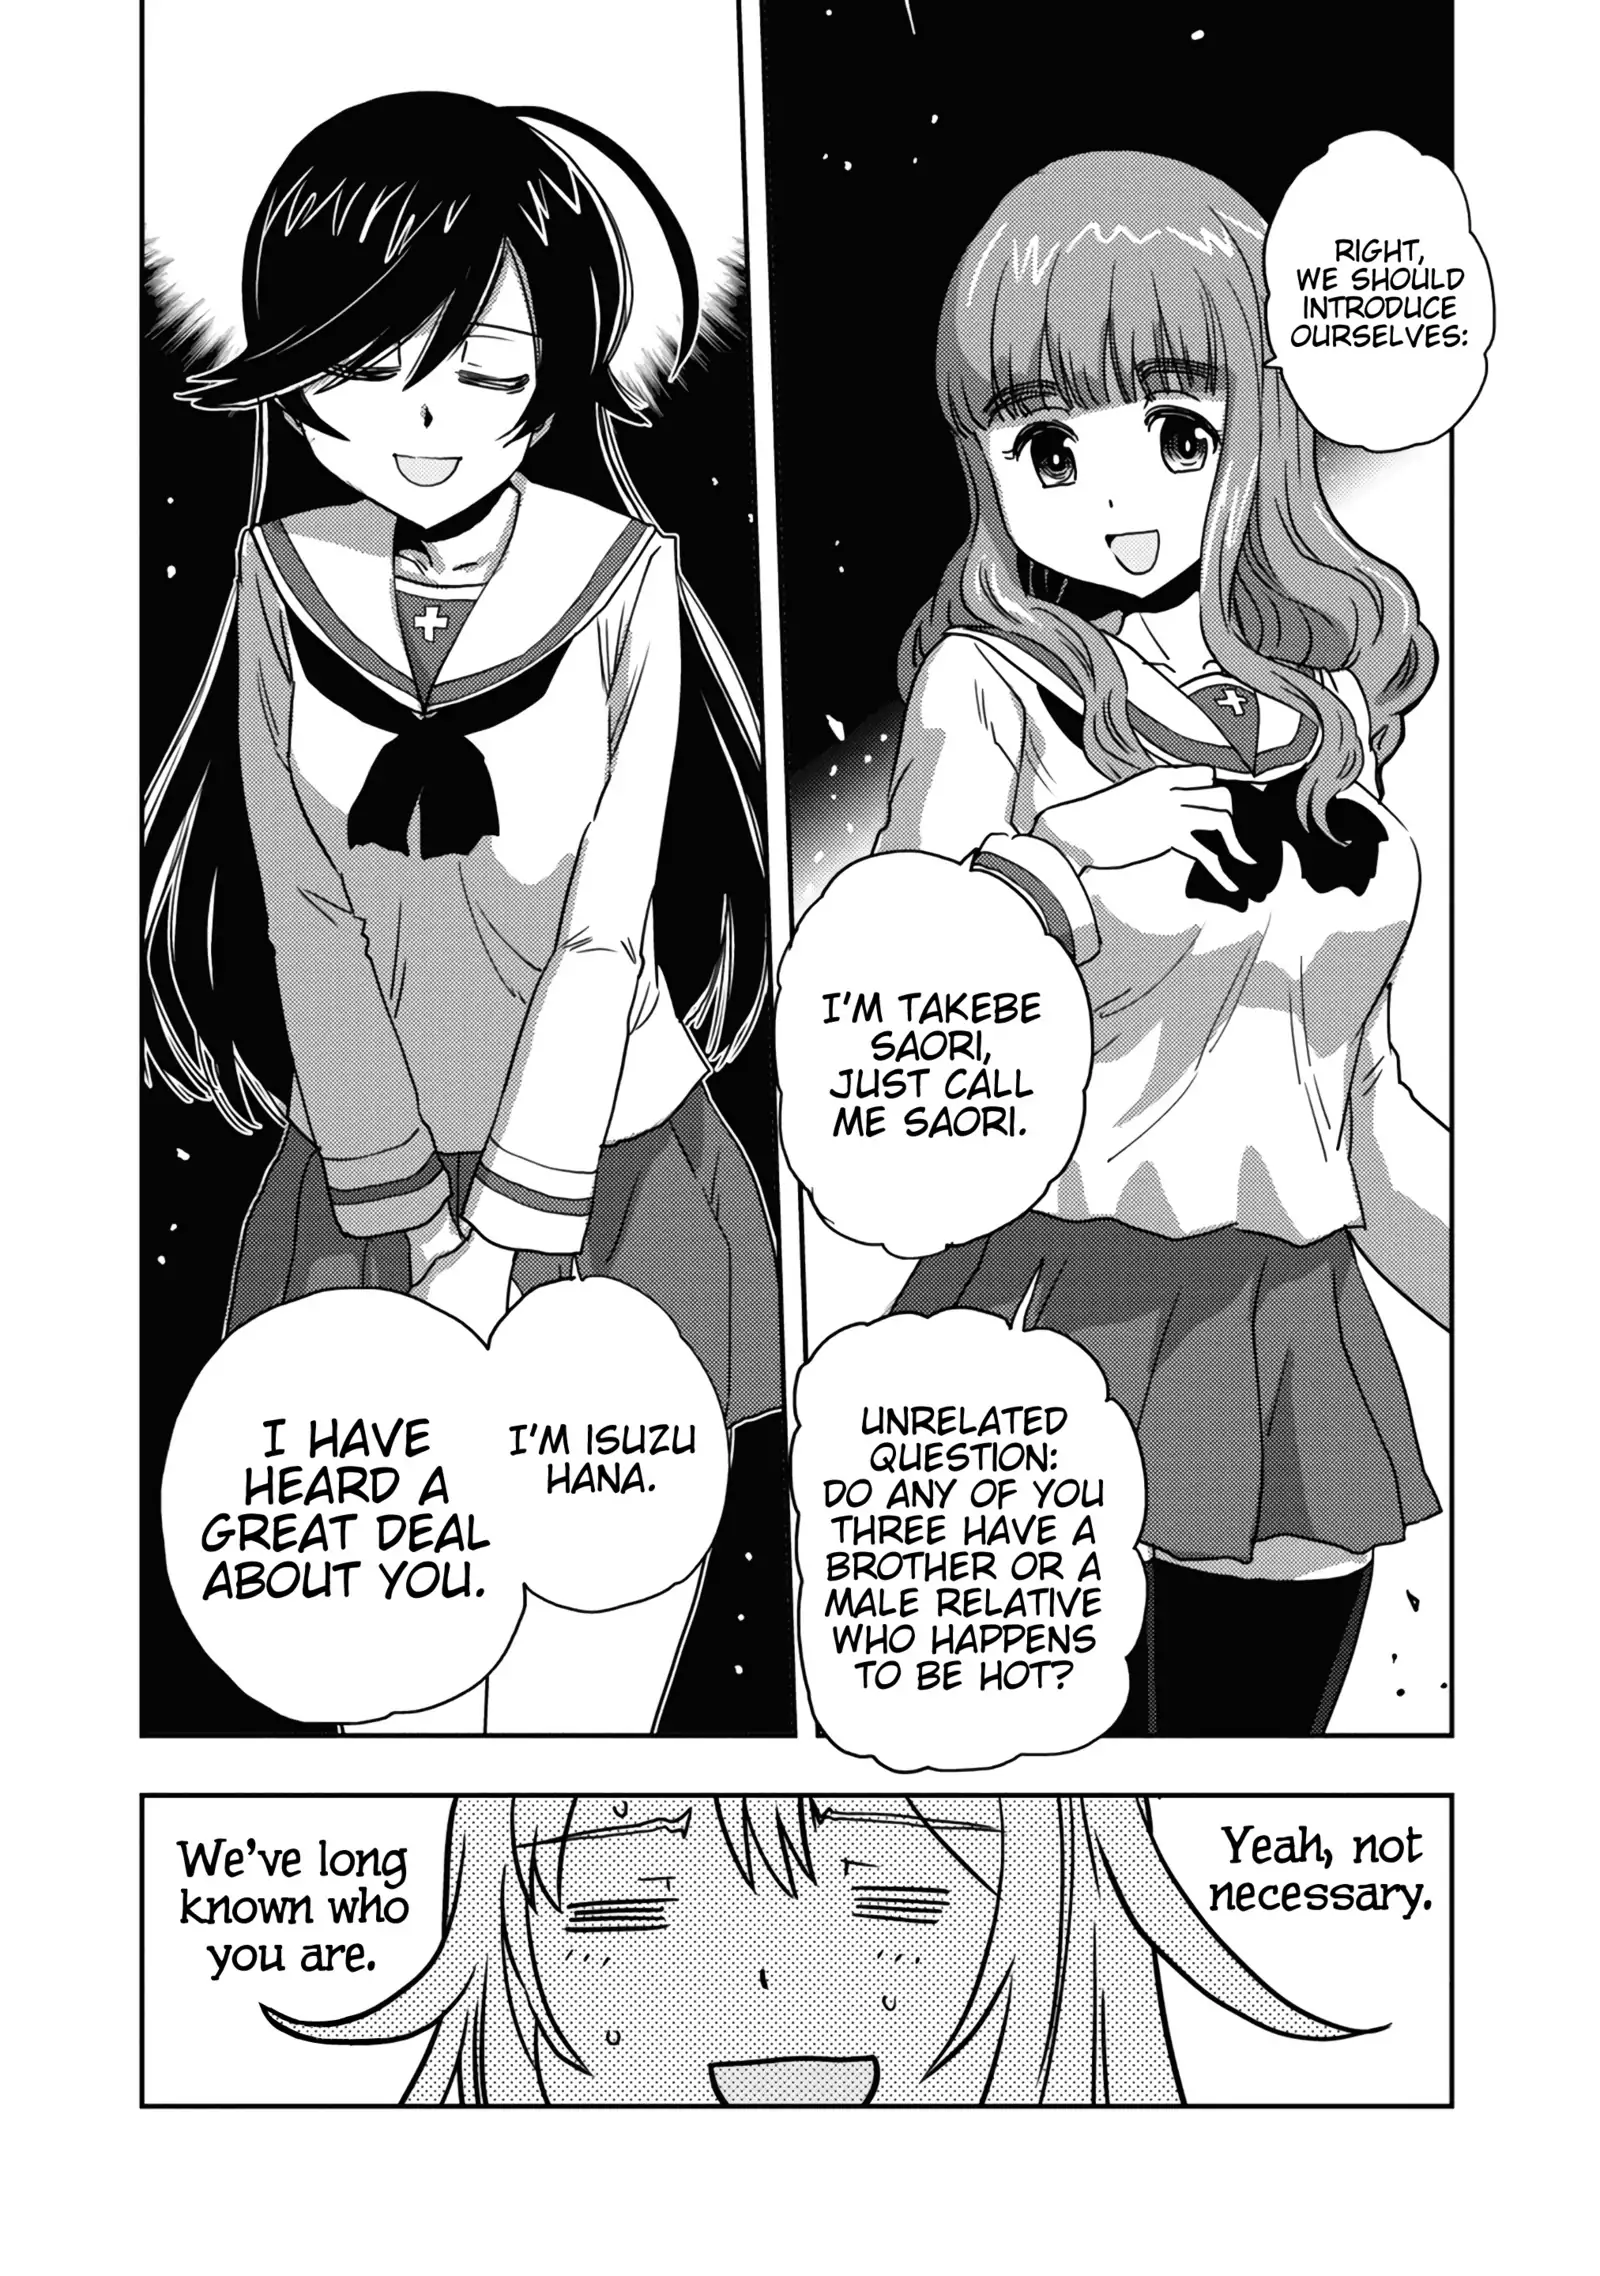 RIGHT,
WE SHOULD
INTRODUCE
OURSELVES:
I'M TAKEBE
SAORI,
JUST CALL
ME SAORI.
UNRELATED
QUESTION:
DO ANY OF YOU
THREE HAVE A
BROTHER OR A
MALE RELATIVE
WHO HAPPENS
TO BE HOT?
I'M ISUZU
HANA.
I HAVE
HEARD A
GREAT DEAL
ABOUT YOU.
Yeah, not
necessary.
We've long
known who
you are.